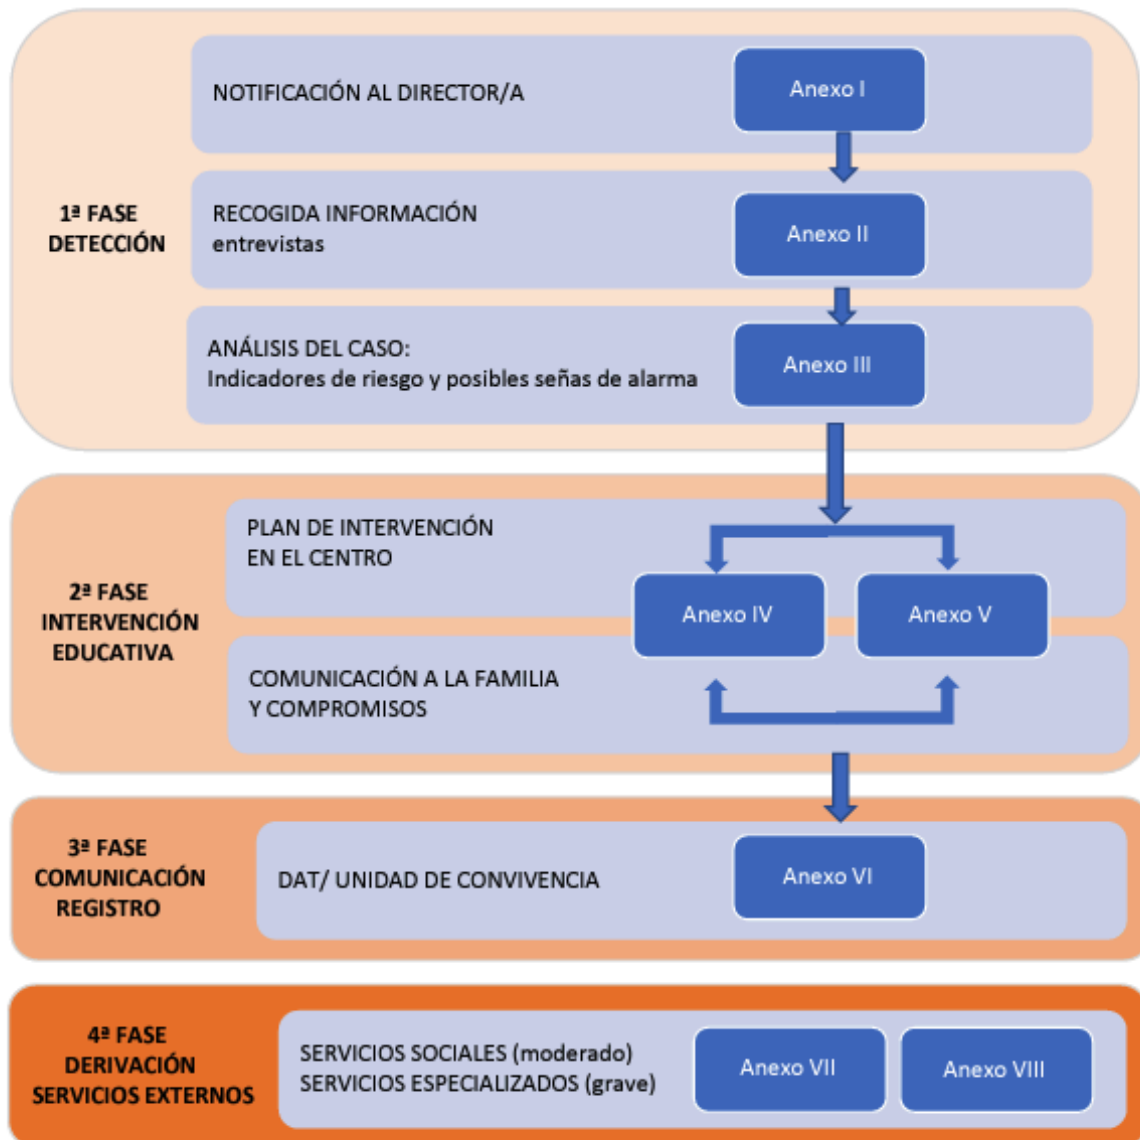 NOTIFICACIÓN AL DIRECTOR/A
Anexo I
1ª FASE
DETECCIÓN
RECOGIDA INFORMACIÓN
entrevistas
Anexo II
ANÁLISIS DEL CASO:
Indicadores de riesgo y posibles señas de alarma
Anexo III
2ª FASE
INTERVENCIÓN
EDUCATIVA
PLAN DE INTERVENCIÓN
EN EL CENTRO
Anexo IV
Anexo V
COMUNICACIÓN A LA FAMILIA
Y COMPROMISOS
3ª FASE
COMUNICACIÓN
REGISTRO
DAT/ UNIDAD DE CONVIVENCIA
Anexo VI
4ª FASE
DERIVACIÓN
SERVICIOS EXTERNOS
SERVICIOS SOCIALES (moderado)
SERVICIOS ESPECIALIZADOS (grave)
Anexo VII
Anexo VIII